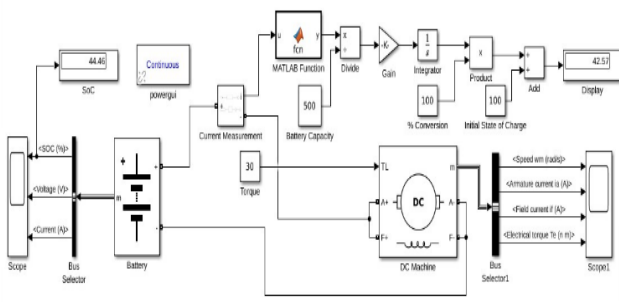 44.46
SoC
Continuous
powergui
Current Measurement
u
fcn
y
MATLAB Function
500
Battery Capacity
x
÷
Divide
Gain
1
s
Integrator
100
% Conversion
x
Product
100
Initial State of Charge
+
+
Add
42.57
Display
<SOC (%)>
<Voltage (V)>
<Current (A)>
Scope
Bus
Selector
m
+
+
-
-
Battery
30
Torque
TL
m
A+
DC
A-
F+
F-
DC Machine
Bus
Selector1
<Speed wm (rad/s)>
<Armature current ia (A)>
<Field current if (A)>
<Electrical torque Te (n m)>
Scope1